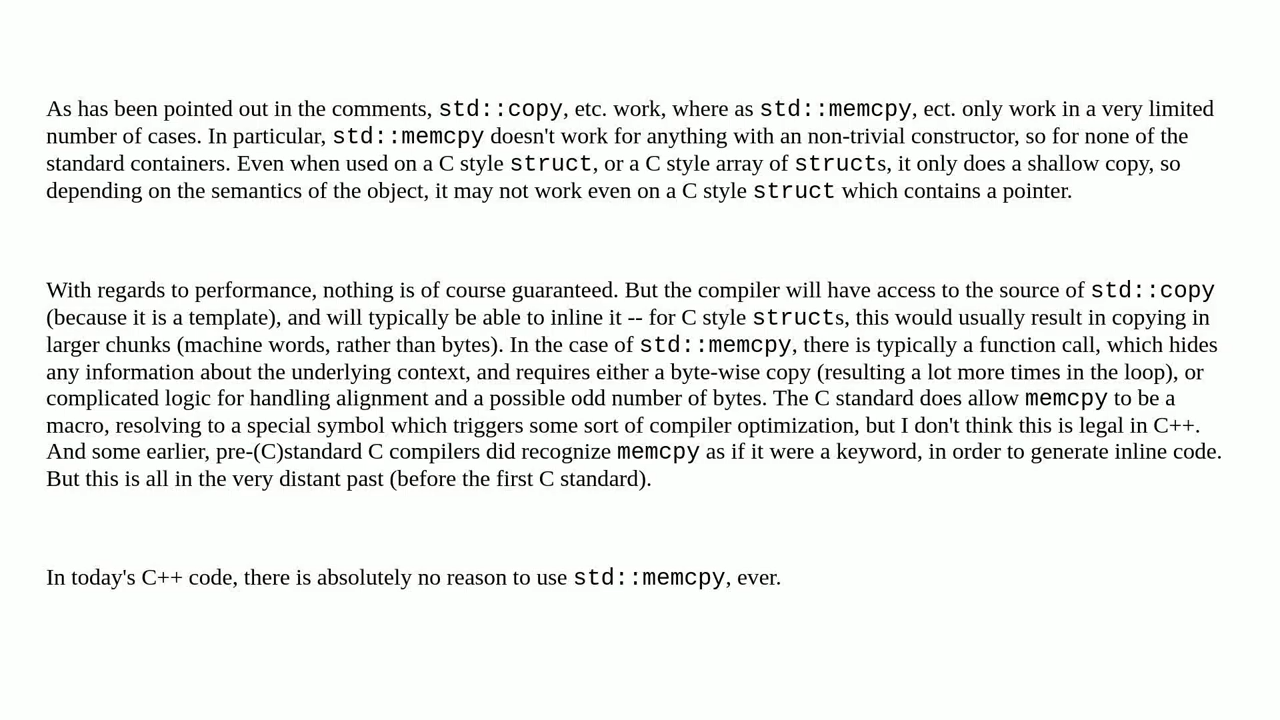 As has been pointed out in the comments, std::copy, etc. work, where as std::memcpy, ect. only work in a very limited
number of cases. In particular, std::memcpy doesn't work for anything with an non-trivial constructor, so for none of the
standard containers. Even when used on a C style struct, or a C style array of structs, it only does a shallow copy, so
depending on the semantics of the object, it may not work even on a C style struct which contains a pointer.
With regards to performance, nothing is of course guaranteed. But the compiler will have access to the source of std::copy
(because it is a template), and will typically be able to inline it -- for C style structs, this would usually result in copying in
larger chunks (machine words, rather than bytes). In the case of std::memcpy, there is typically a function call, which hides
any information about the underlying context, and requires either a byte-wise copy (resulting a lot more times in the loop), or
complicated logic for handling alignment and a possible odd number of bytes. The C standard does allow memcpy to be a
macro, resolving to a special symbol which triggers some sort of compiler optimization, but I don't think this is legal in C++.
And some earlier, pre-(C)standard C compilers did recognize memcpy as if it were a keyword, in order to generate inline code.
But this is all in the very distant past (before the first C standard).
In today's C++ code, there is absolutely no reason to use std::memcpy, ever.